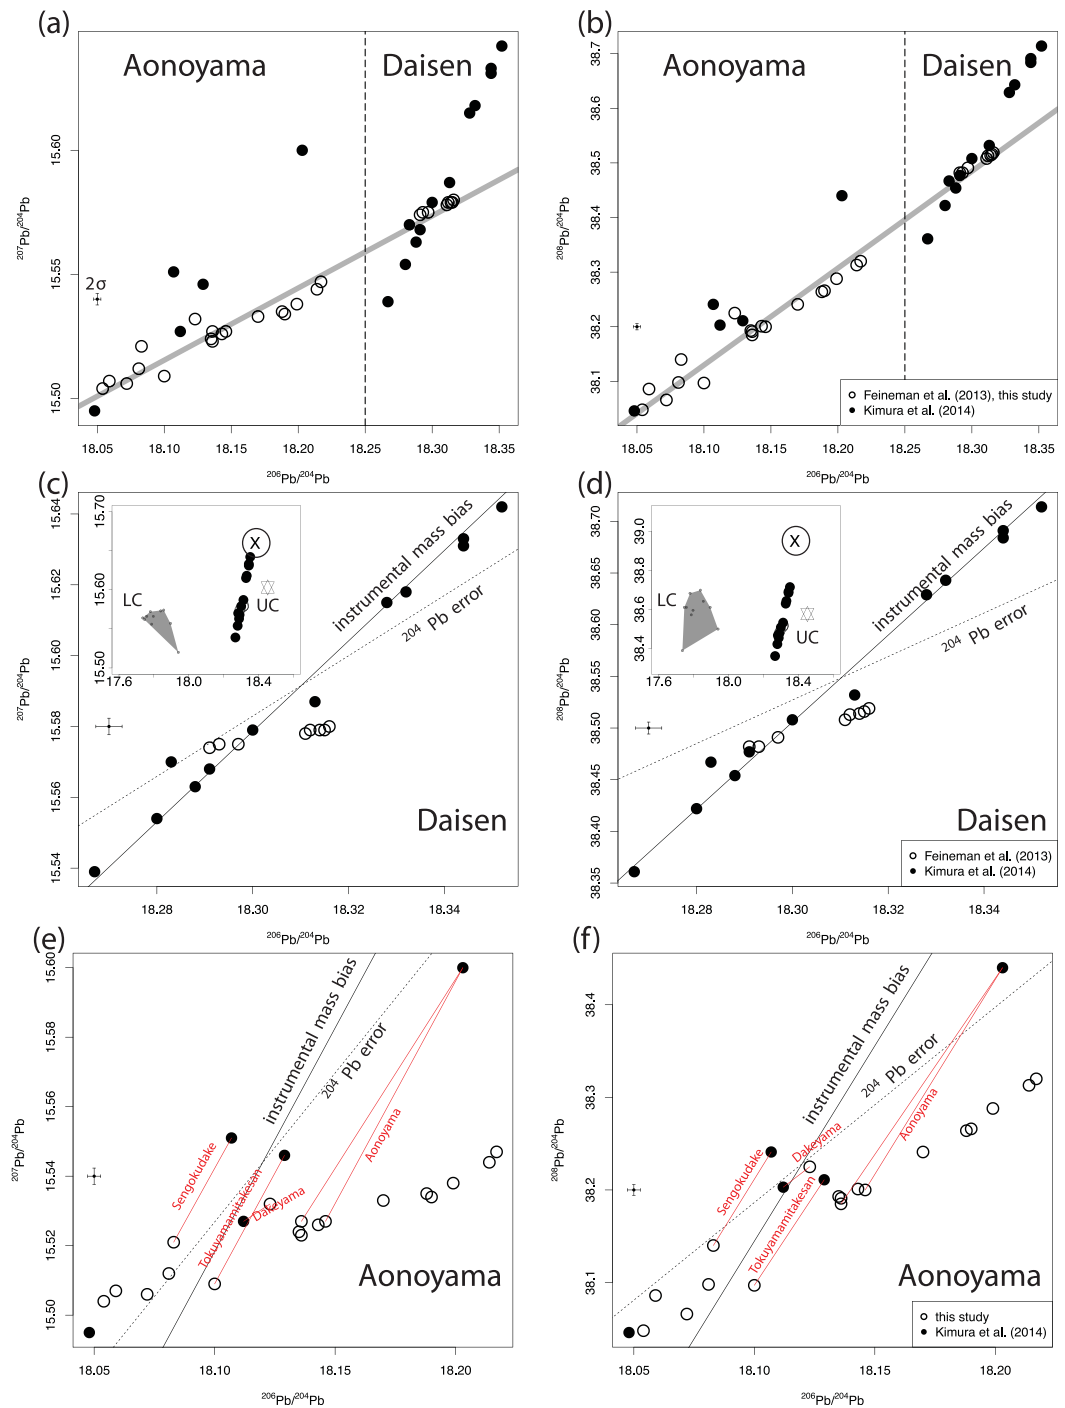 (a)
Aonoyama
Daisen
2σ
15.50
15.55
15.60
²⁰⁷Pb/²⁰⁴Pb
18.05
18.10
18.15
18.20
18.25
18.30
18.35
²⁰⁶Pb/²⁰⁴Pb
(b)
Aonoyama
Daisen
38.1
38.2
38.3
38.4
38.5
38.6
38.7
²⁰⁸Pb/²⁰⁴Pb
Feineman et al. (2013), this study
Kimura et al. (2014)
18.05
18.10
18.15
18.20
18.25
18.30
18.35
²⁰⁶Pb/²⁰⁴Pb
(c)
15.54
15.56
15.58
15.60
15.62
15.64
²⁰⁷Pb/²⁰⁴Pb
15.50
15.60
15.70
17.6
18.0
18.4
X
LC
UC
instrumental mass bias
²⁰⁴ Pb error
Daisen
18.28
18.30
18.32
18.34
²⁰⁶Pb/²⁰⁴Pb
(d)
38.35
38.40
38.45
38.50
38.55
38.60
38.65
38.70
²⁰⁸Pb/²⁰⁴Pb
38.4
38.6
38.8
39.0
17.6
18.0
18.4
X
LC
UC
instrumental mass bias
²⁰⁴ Pb error
Daisen
Feineman et al. (2013)
Kimura et al. (2014)
18.28
18.30
18.32
18.34
²⁰⁶Pb/²⁰⁴Pb
(e)
15.50
15.52
15.54
15.55
15.58
15.60
²⁰⁷Pb/²⁰⁴Pb
instrumental mass bias
²⁰⁴ Pb error
Sengokudake
Tokuyamamitakesan
Dakeyama
Aonoyama
Aonoyama
18.05
18.10
18.15
18.20
²⁰⁶Pb/²⁰⁴Pb
(f)
38.1
38.2
38.3
38.4
²⁰⁸Pb/²⁰⁴Pb
instrumental mass bias
²⁰⁴ Pb error
Sengokudake
Dakeyama
Tokuyamamitakesan
Aonoyama
Aonoyama
this study
Kimura et al. (2014)
18.05
18.10
18.15
18.20
²⁰⁶Pb/²⁰⁴Pb